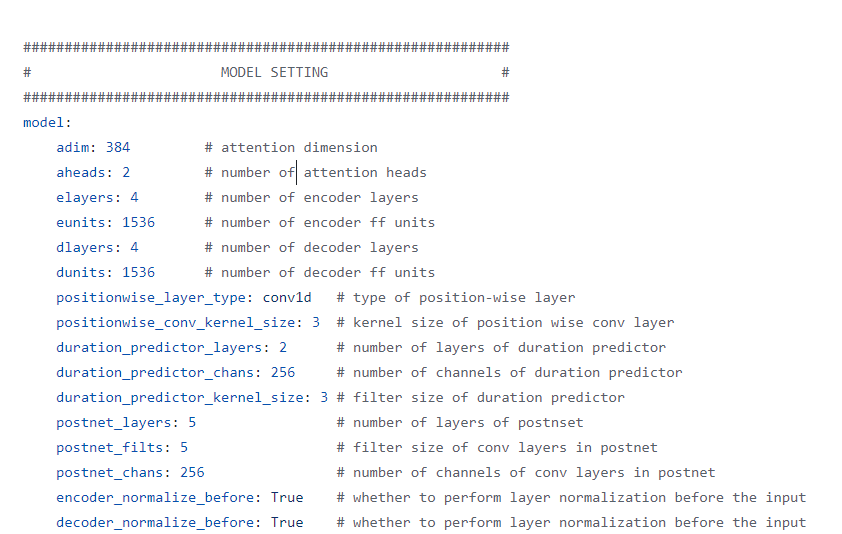 ###########################################################
#                       MODEL SETTING                     #
###########################################################
model:
    adim: 384         # attention dimension
    aheads: 2         # number of attention heads
    elayers: 4        # number of encoder layers
    eunits: 1536      # number of encoder ff units
    dlayers: 4        # number of decoder layers
    dunits: 1536      # number of decoder ff units
    positionwise_layer_type: conv1d   # type of position-wise layer
    positionwise_conv_kernel_size: 3  # kernel size of position wise conv layer
    duration_predictor_layers: 2      # number of layers of duration predictor
    duration_predictor_chans: 256     # number of channels of duration predictor
    duration_predictor_kernel_size: 3 # filter size of duration predictor
    postnet_layers: 5                 # number of layers of postnset
    postnet_filts: 5                  # filter size of conv layers in postnet
    postnet_chans: 256                # number of channels of conv layers in postnet
    encoder_normalize_before: True    # whether to perform layer normalization before the input
    decoder_normalize_before: True    # whether to perform layer normalization before the input